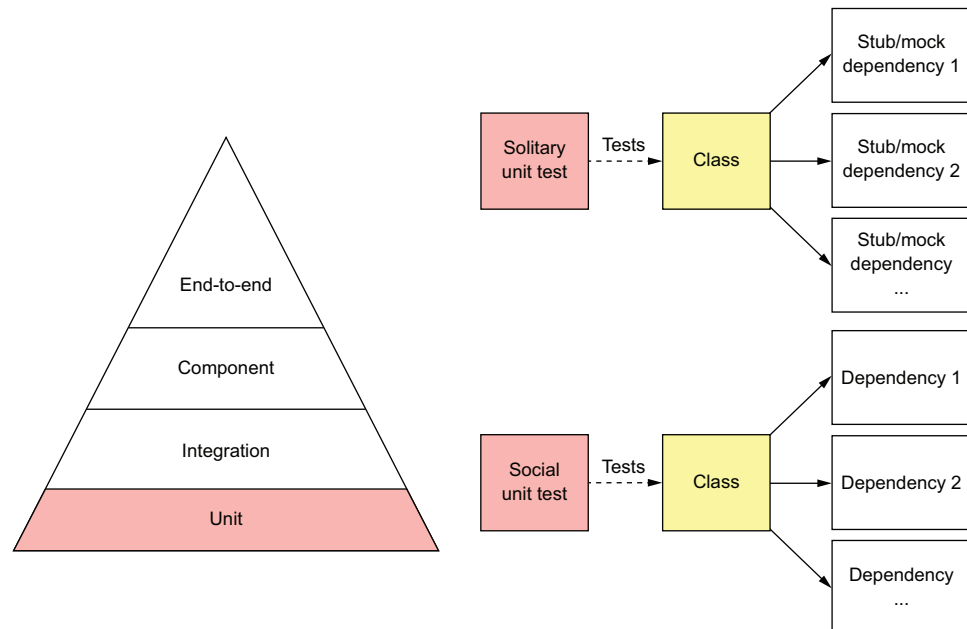 End-to-end
Component
Integration
Unit
Solitary
unit test
Tests
Class
Stub/mock
dependency 1
Stub/mock
dependency 2
Stub/mock
dependency
...
Social
unit test
Tests
Class
Dependency 1
Dependency 2
Dependency
...